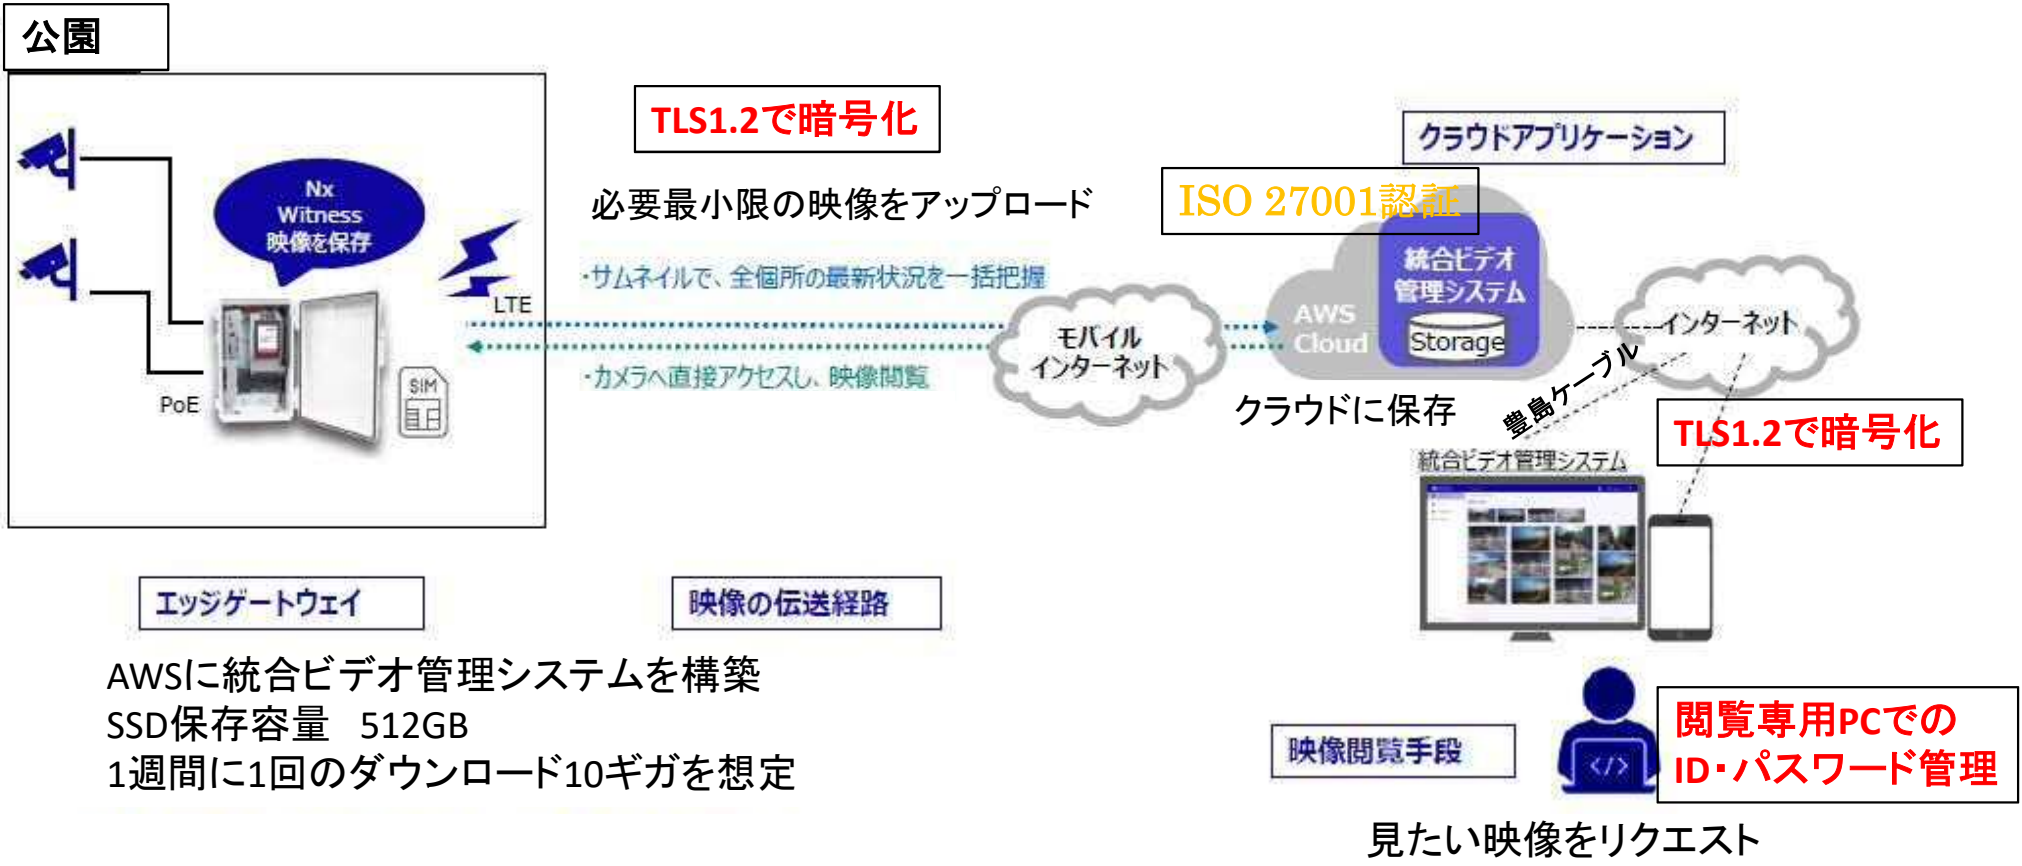 公園
TLS1.2で暗号化
クラウドアプリケーション
Nx
Witness
映像を保存
必要最小限の映像をアップロード
ISO 27001認証
・サムネイルで、全個所の最新状況を一括把握
LTE
統合ビデオ
管理システム
AWS
Cloud
Storage
モバイル
インターネット
インターネット
・カメラへ直接アクセスし、映像閲覧
PoE
SIM
クラウドに保存
豊島ケーブル
TLS1.2で暗号化
統合ビデオ管理システム
エッジゲートウェイ
映像の伝送経路
AWSに統合ビデオ管理システムを構築
SSD保存容量　512GB
1週間に1回のダウンロード10ギガを想定
映像閲覧手段
</>
閲覧専用PCでの
ID・パスワード管理
見たい映像をリクエスト